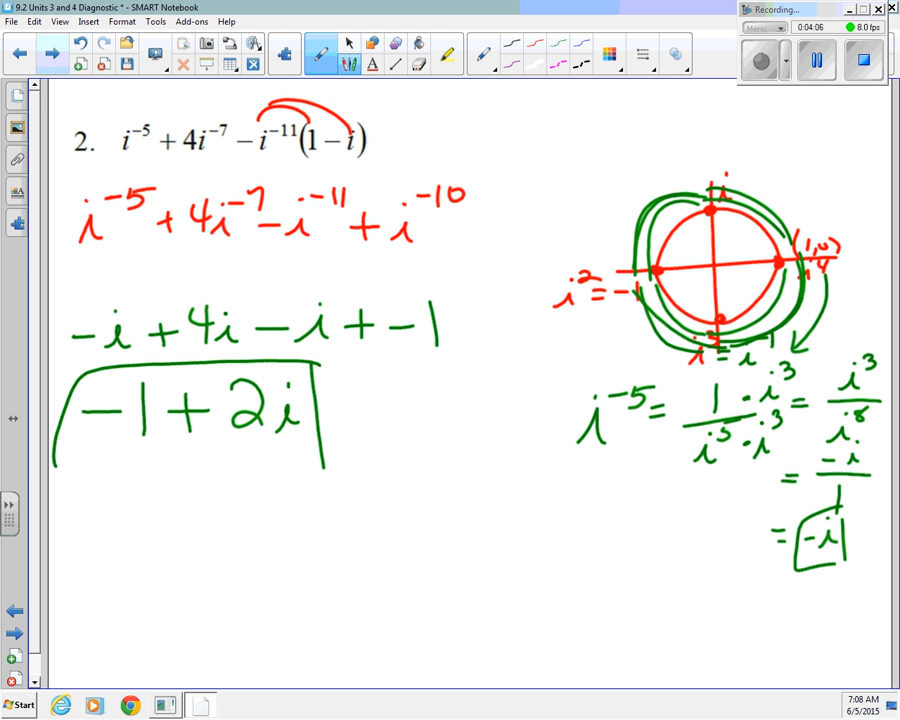 9.2 Units 3 and 4 Diagnostic * - SMART Notebook
Recording...
File Edit View Insert Format Tools Add-ons Help
Menu 0:04:06 8.0 fps
2. i⁻⁵ + 4i⁻⁷ − i⁻¹¹(1 − i)
i⁻⁵ + 4i⁻⁷ − i⁻¹¹ + i⁻¹⁰
i
(1,0)
i⁴
i² = −1
i³ = i⁻¹
−i + 4i − i + −1
−1 + 2i
i⁻⁵ = 1/i⁵ · i³/i³ = i³/i⁸
= −i/1
= −i
Start
7:08 AM
6/5/2015